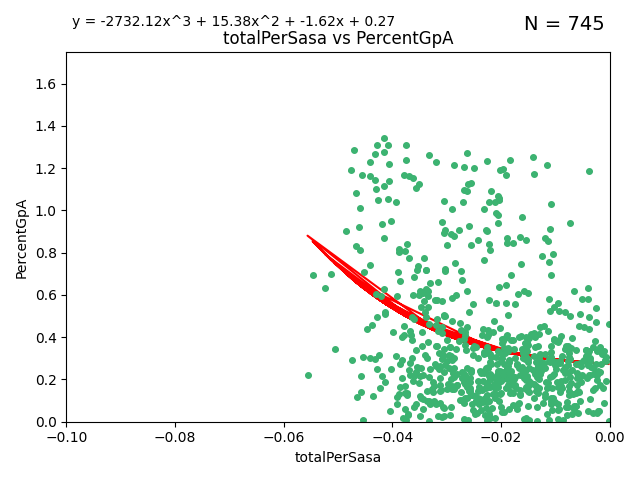 y = -2732.12x^3 + 15.38x^2 + -1.62x + 0.27
N = 745
totalPerSasa vs PercentGpA
PercentGpA
1.6
1.4
1.2
1.0
0.8
0.6
0.4
0.2
0.0
−0.10 −0.08 −0.06 −0.04 −0.02 0.00
totalPerSasa